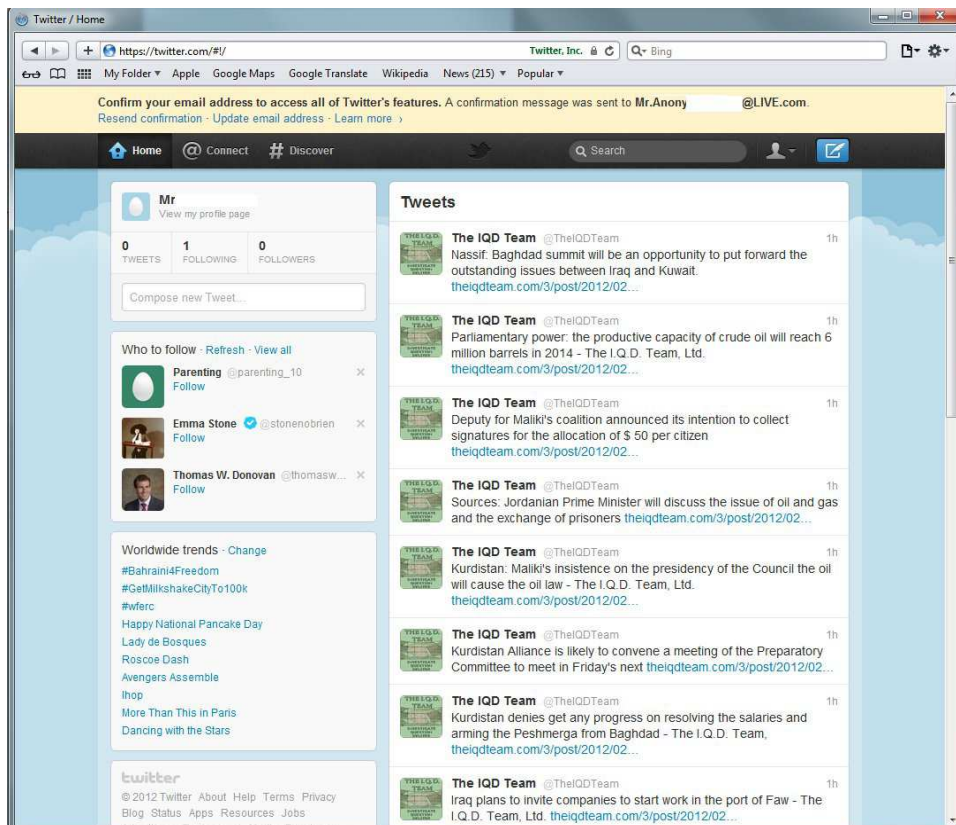 Twitter / Home
https://twitter.com/#!/
Twitter, Inc.
Bing
My Folder Apple Google Maps Google Translate Wikipedia News (215) Popular
Confirm your email address to access all of Twitter's features. A confirmation message was sent to Mr.Anony @LIVE.com.
Resend confirmation · Update email address · Learn more ›
Home @ Connect # Discover Search
Mr
View my profile page
0 1 0
TWEETS FOLLOWING FOLLOWERS
Compose new Tweet...
Who to follow · Refresh · View all
Parenting @parenting_10
Follow
Emma Stone @stonenobrien
Follow
Thomas W. Donovan @thomasw...
Follow
Worldwide trends · Change
#Bahraini4Freedom
#GetMilkshakeCityTo100k
#wferc
Happy National Pancake Day
Lady de Bosques
Roscoe Dash
Avengers Assemble
Ihop
More Than This in Paris
Dancing with the Stars
twitter
© 2012 Twitter About Help Terms Privacy
Blog Status Apps Resources Jobs
Tweets
The IQD Team @TheIQDTeam 1h
Nassif: Baghdad summit will be an opportunity to put forward the
outstanding issues between Iraq and Kuwait.
theiqdteam.com/3/post/2012/02...
The IQD Team @TheIQDTeam 1h
Parliamentary power: the productive capacity of crude oil will reach 6
million barrels in 2014 - The I.Q.D. Team, Ltd.
theiqdteam.com/3/post/2012/02...
The IQD Team @TheIQDTeam 1h
Deputy for Maliki's coalition announced its intention to collect
signatures for the allocation of $ 50 per citizen
theiqdteam.com/3/post/2012/02...
The IQD Team @TheIQDTeam 1h
Sources: Jordanian Prime Minister will discuss the issue of oil and gas
and the exchange of prisoners theiqdteam.com/3/post/2012/02...
The IQD Team @TheIQDTeam 1h
Kurdistan: Maliki's insistence on the presidency of the Council the oil
will cause the oil law - The I.Q.D. Team, Ltd.
theiqdteam.com/3/post/2012/02...
The IQD Team @TheIQDTeam 1h
Kurdistan Alliance is likely to convene a meeting of the Preparatory
Committee to meet in Friday's next theiqdteam.com/3/post/2012/02...
The IQD Team @TheIQDTeam 1h
Kurdistan denies get any progress on resolving the salaries and
arming the Peshmerga from Baghdad - The I.Q.D. Team,
theiqdteam.com/3/post/2012/02...
The IQD Team @TheIQDTeam 1h
Iraq plans to invite companies to start work in the port of Faw - The
I.Q.D. Team, Ltd. theiqdteam.com/3/post/2012/02...